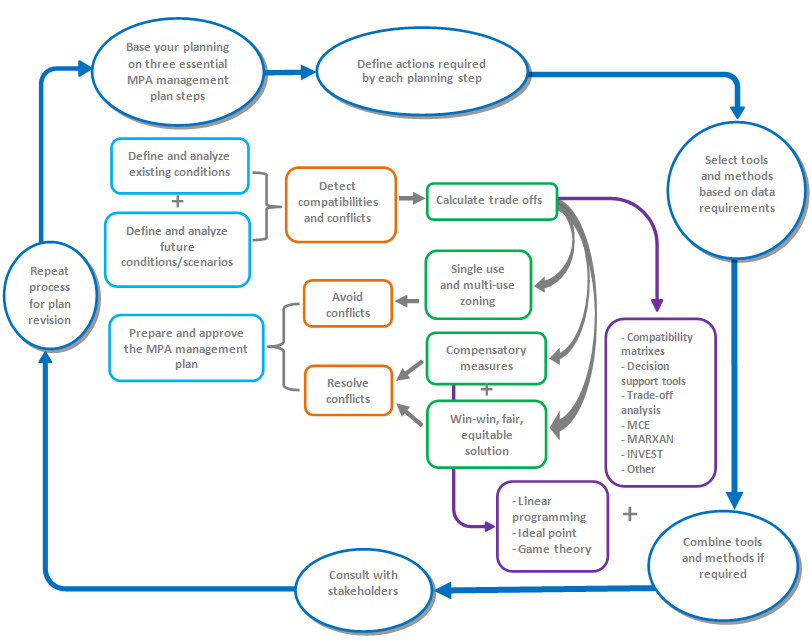 Base your planning
on three essential
MPA management
plan steps
Define actions required
by each planning step
Select tools
and methods
based on data
requirements
Define and analyze
existing conditions
+
Define and analyze
future
conditions/scenarios
Detect
compatibilities
and conflicts
Calculate trade offs
Single use
and multi-use
zoning
Avoid
conflicts
Repeat
process
for plan
revision
Prepare and approve
the MPA management
plan
Compensatory
measures
+
Resolve
conflicts
Win-win, fair,
equitable
solution
- Compatibility
matrixes
- Decision
support tools
- Trade-off
analysis
- MCE
- MARXAN
- INVEST
- Other
- Linear
programming
- Ideal point
- Game theory
+
Combine tools
and methods if
required
Consult with
stakeholders